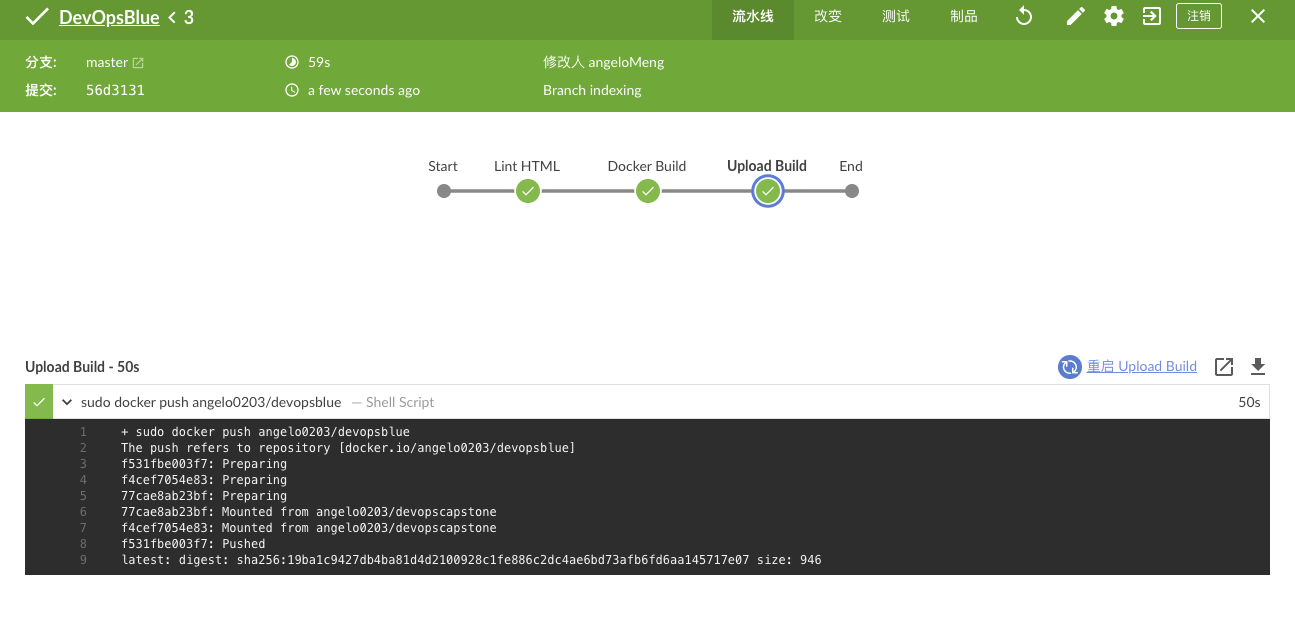 DevOpsBlue < 3
流水线 改变 测试 制品 注销
分支: master 59s 修改人 angeloMeng
提交: 56d3131 a few seconds ago Branch indexing
Start Lint HTML Docker Build Upload Build End
Upload Build - 50s 重启 Upload Build
sudo docker push angelo0203/devopsblue — Shell Script 50s
1 + sudo docker push angelo0203/devopsblue
2 The push refers to repository [docker.io/angelo0203/devopsblue]
3 f531fbe003f7: Preparing
4 f4cef7054e83: Preparing
5 77cae8ab23bf: Preparing
6 77cae8ab23bf: Mounted from angelo0203/devopscapstone
7 f4cef7054e83: Mounted from angelo0203/devopscapstone
8 f531fbe003f7: Pushed
9 latest: digest: sha256:19ba1c9427db4ba81d4d2100928c1fe886c2dc4ae6bd73afb6fd6aa145717e07 size: 946